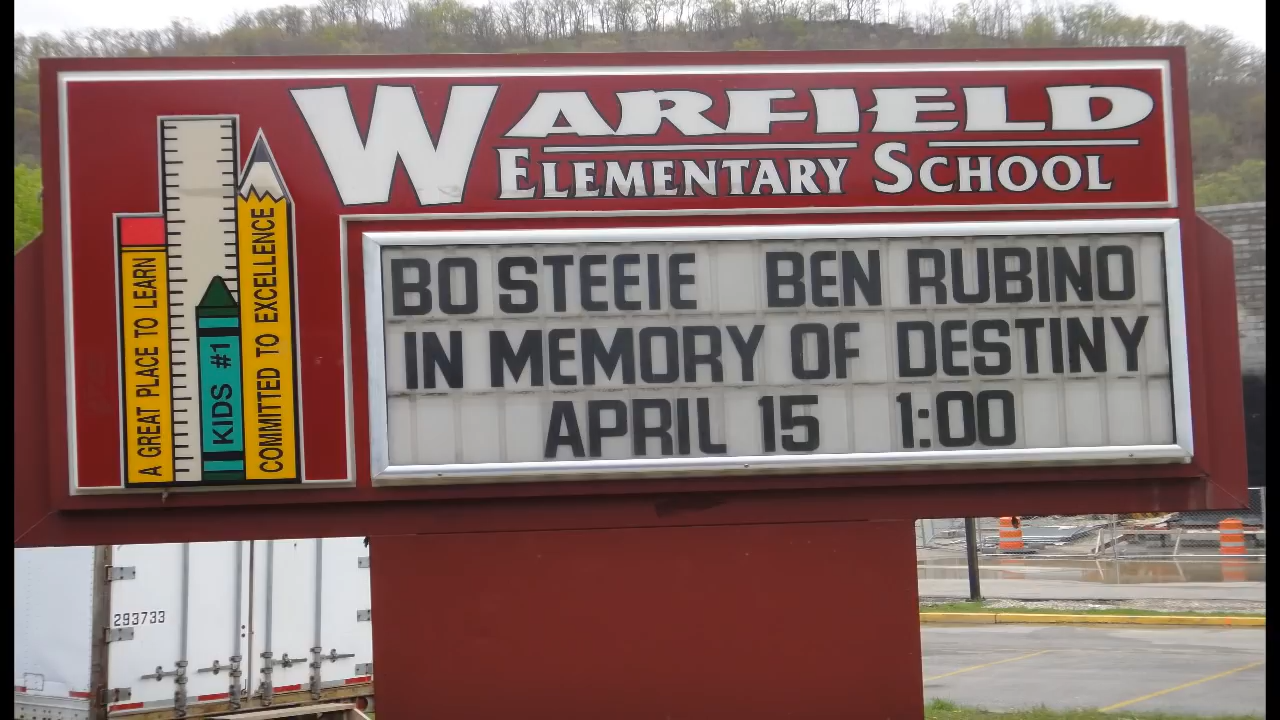 WARFIELD
ELEMENTARY SCHOOL
A GREAT PLACE TO LEARN
KIDS #1
COMMITTED TO EXCELLENCE
BO STEEIE BEN RUBINO
IN MEMORY OF DESTINY
APRIL 15 1:00
293733